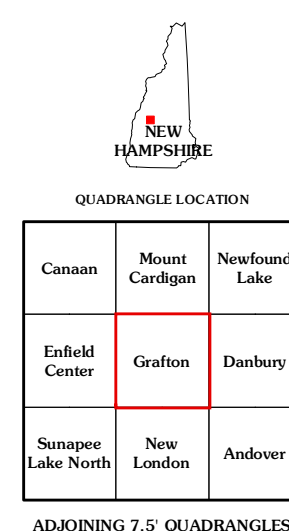 NEW
HAMPSHIRE
QUADRANGLE LOCATION
Canaan
Mount
Cardigan
Newfound
Lake
Enfield
Center
Grafton
Danbury
Sunapee
Lake North
New
London
Andover
ADJOINING 7.5' QUADRANGLES